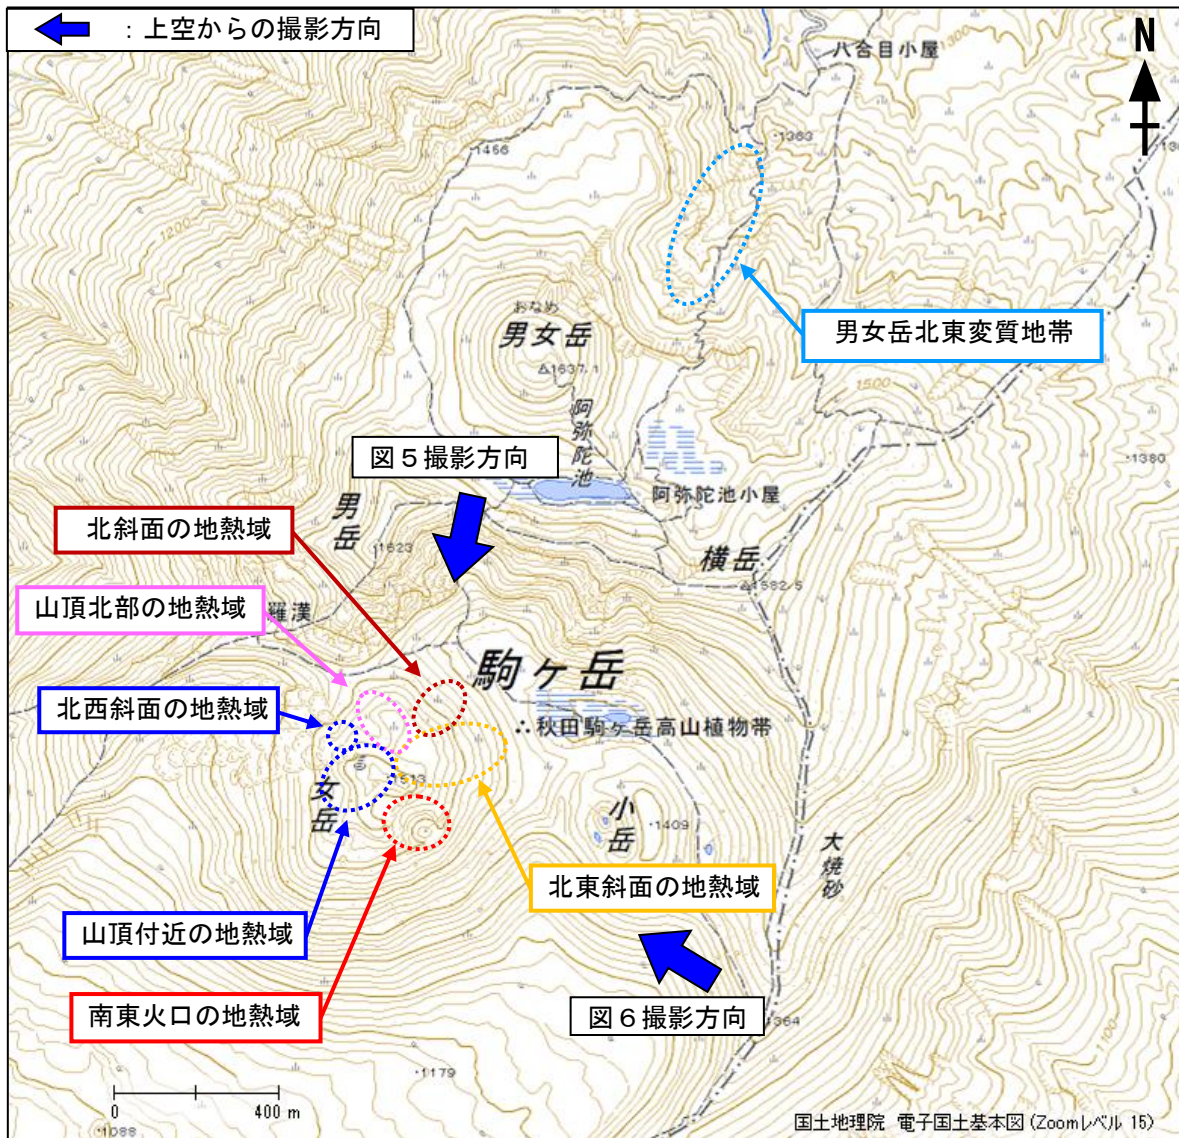 ：上空からの撮影方向
N
八合目小屋
1300
1363
1456
1200
おなめ
男女岳
1637.1
男女岳北東変質地帯
1500
阿弥陀池
図５撮影方向
1380
阿弥陀池小屋
男岳
北斜面の地熱域
1623
横岳
1582.5
山頂北部の地熱域
羅漢
駒ヶ岳
北西斜面の地熱域
∴秋田駒ヶ岳高山植物帯
1513
女岳
小岳
1409
大焼砂
北東斜面の地熱域
山頂付近の地熱域
南東火口の地熱域
図６撮影方向
1364
1179
1100
0 400 m
1088
国土地理院 電子国土基本図(Zoomレベル 15)